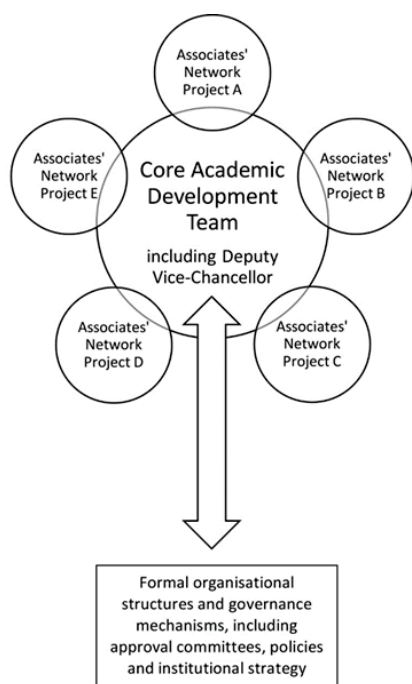 Associates'
Network
Project A
Associates'
Network
Project E
Core Academic
Development
Team
including Deputy
Vice-Chancellor
Associates'
Network
Project B
Associates'
Network
Project D
Associates'
Network
Project C
Formal organisational
structures and governance
mechanisms, including
approval committees, policies
and institutional strategy